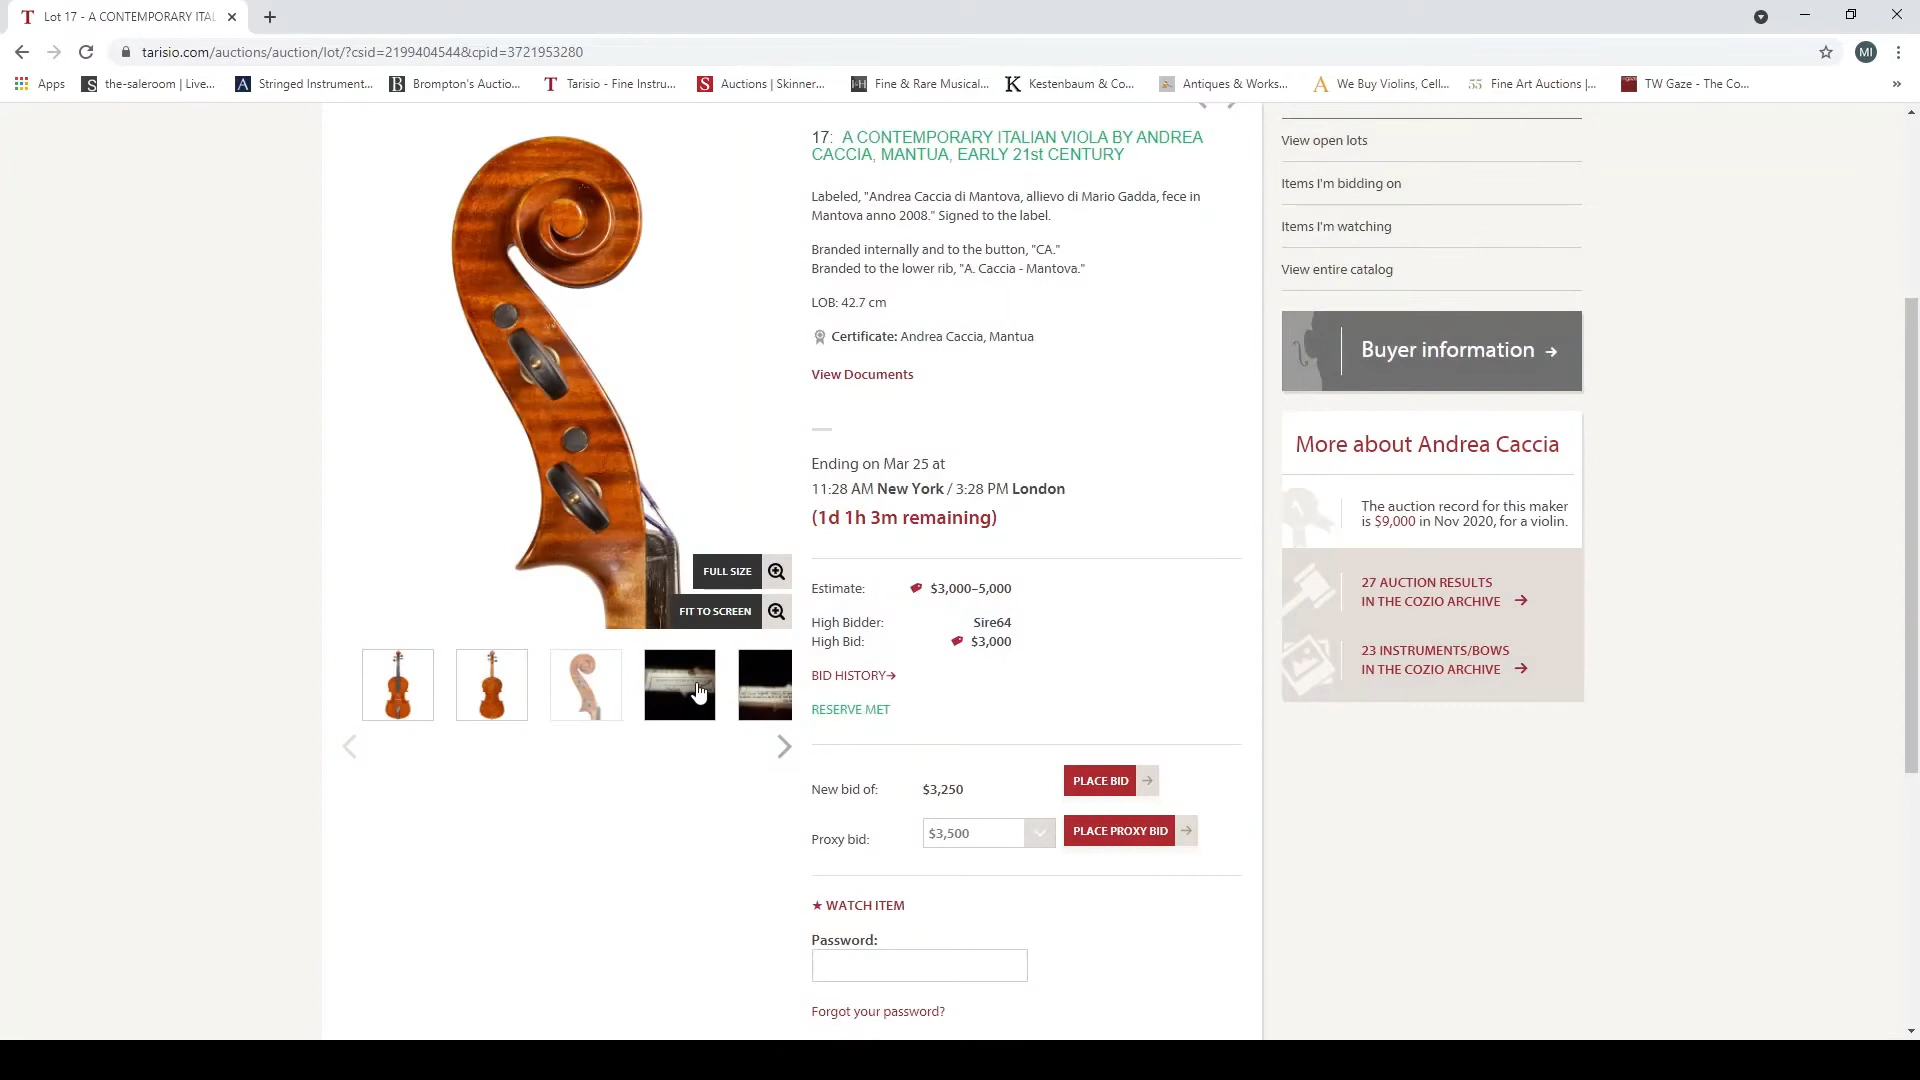 Lot 17 - A CONTEMPORARY ITAL
tarisio.com/auctions/auction/lot/?csid=2199404544&cpid=3721953280
MI
Apps
the-saleroom | Live...
Stringed Instrument...
Brompton's Auctio...
Tarisio - Fine Instru...
Auctions | Skinner...
Fine & Rare Musical...
Kestenbaum & Co...
Antiques & Works...
We Buy Violins, Cell...
Fine Art Auctions |...
TW Gaze - The Co...
17: A CONTEMPORARY ITALIAN VIOLA BY ANDREA
CACCIA, MANTUA, EARLY 21st CENTURY
Labeled, "Andrea Caccia di Mantova, allievo di Mario Gadda, fece in
Mantova anno 2008." Signed to the label.
Branded internally and to the button, "CA."
Branded to the lower rib, "A. Caccia - Mantova."
LOB: 42.7 cm
Certificate: Andrea Caccia, Mantua
View Documents
Ending on Mar 25 at
11:28 AM New York / 3:28 PM London
(1d 1h 3m remaining)
FULL SIZE
FIT TO SCREEN
Estimate: $3,000–5,000
High Bidder: Sire64
High Bid: $3,000
BID HISTORY
RESERVE MET
New bid of: $3,250 PLACE BID
Proxy bid: $3,500 PLACE PROXY BID
★ WATCH ITEM
Password:
Forgot your password?
View open lots
Items I'm bidding on
Items I'm watching
View entire catalog
Buyer information
More about Andrea Caccia
The auction record for this maker
is $9,000 in Nov 2020, for a violin.
27 AUCTION RESULTS
IN THE COZIO ARCHIVE
23 INSTRUMENTS/BOWS
IN THE COZIO ARCHIVE